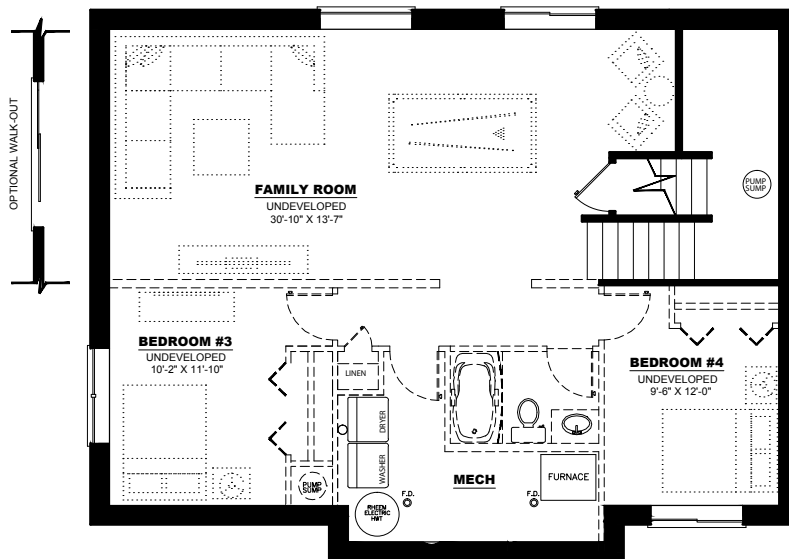 OPTIONAL WALK-OUT
FAMILY ROOM
UNDEVELOPED
30'-10" X 13'-7"
PUMP
SUMP
BEDROOM #3
UNDEVELOPED
10'-2" X 11'-10"
LINEN
DRYER
WASHER
PUMP
SUMP
RHEEM
ELECTRIC
HWT
F.D.
MECH
F.D.
FURNACE
BEDROOM #4
UNDEVELOPED
9'-6" X 12'-0"